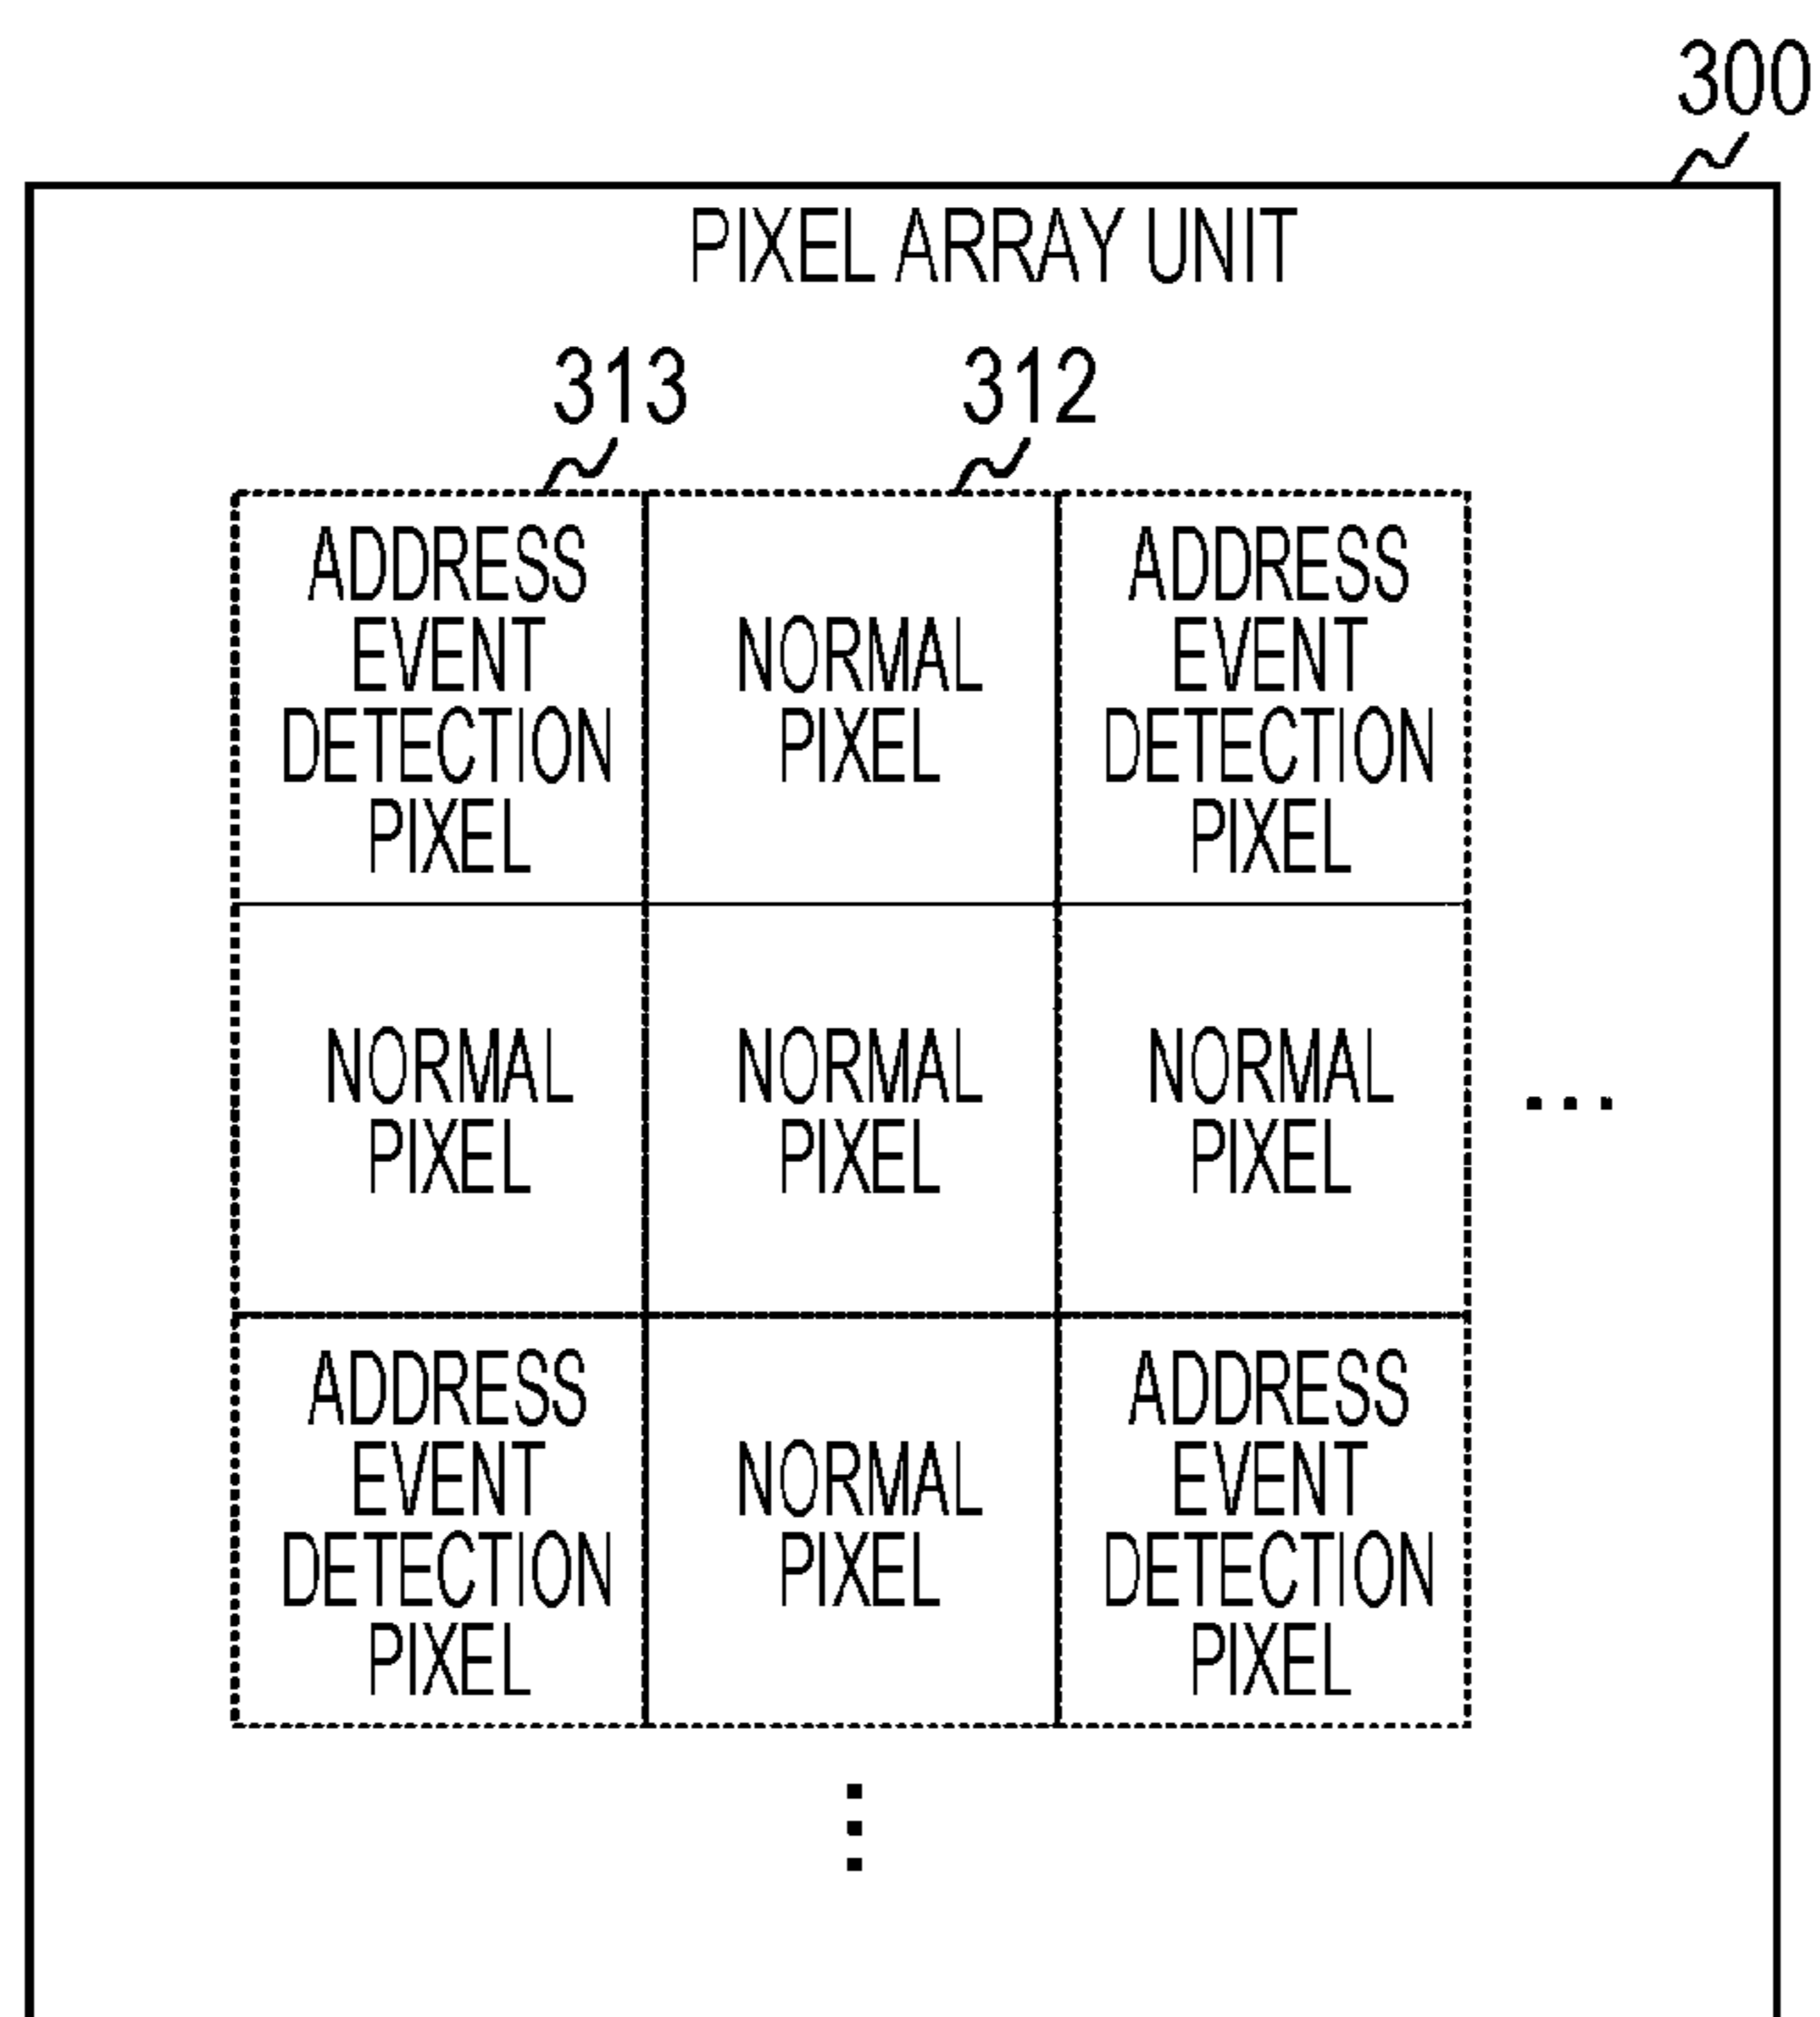 300
PIXEL ARRAY UNIT
313
312
ADDRESS
EVENT
DETECTION
PIXEL
NORMAL
PIXEL
ADDRESS
EVENT
DETECTION
PIXEL
NORMAL
PIXEL
NORMAL
PIXEL
NORMAL
PIXEL
...
ADDRESS
EVENT
DETECTION
PIXEL
NORMAL
PIXEL
ADDRESS
EVENT
DETECTION
PIXEL